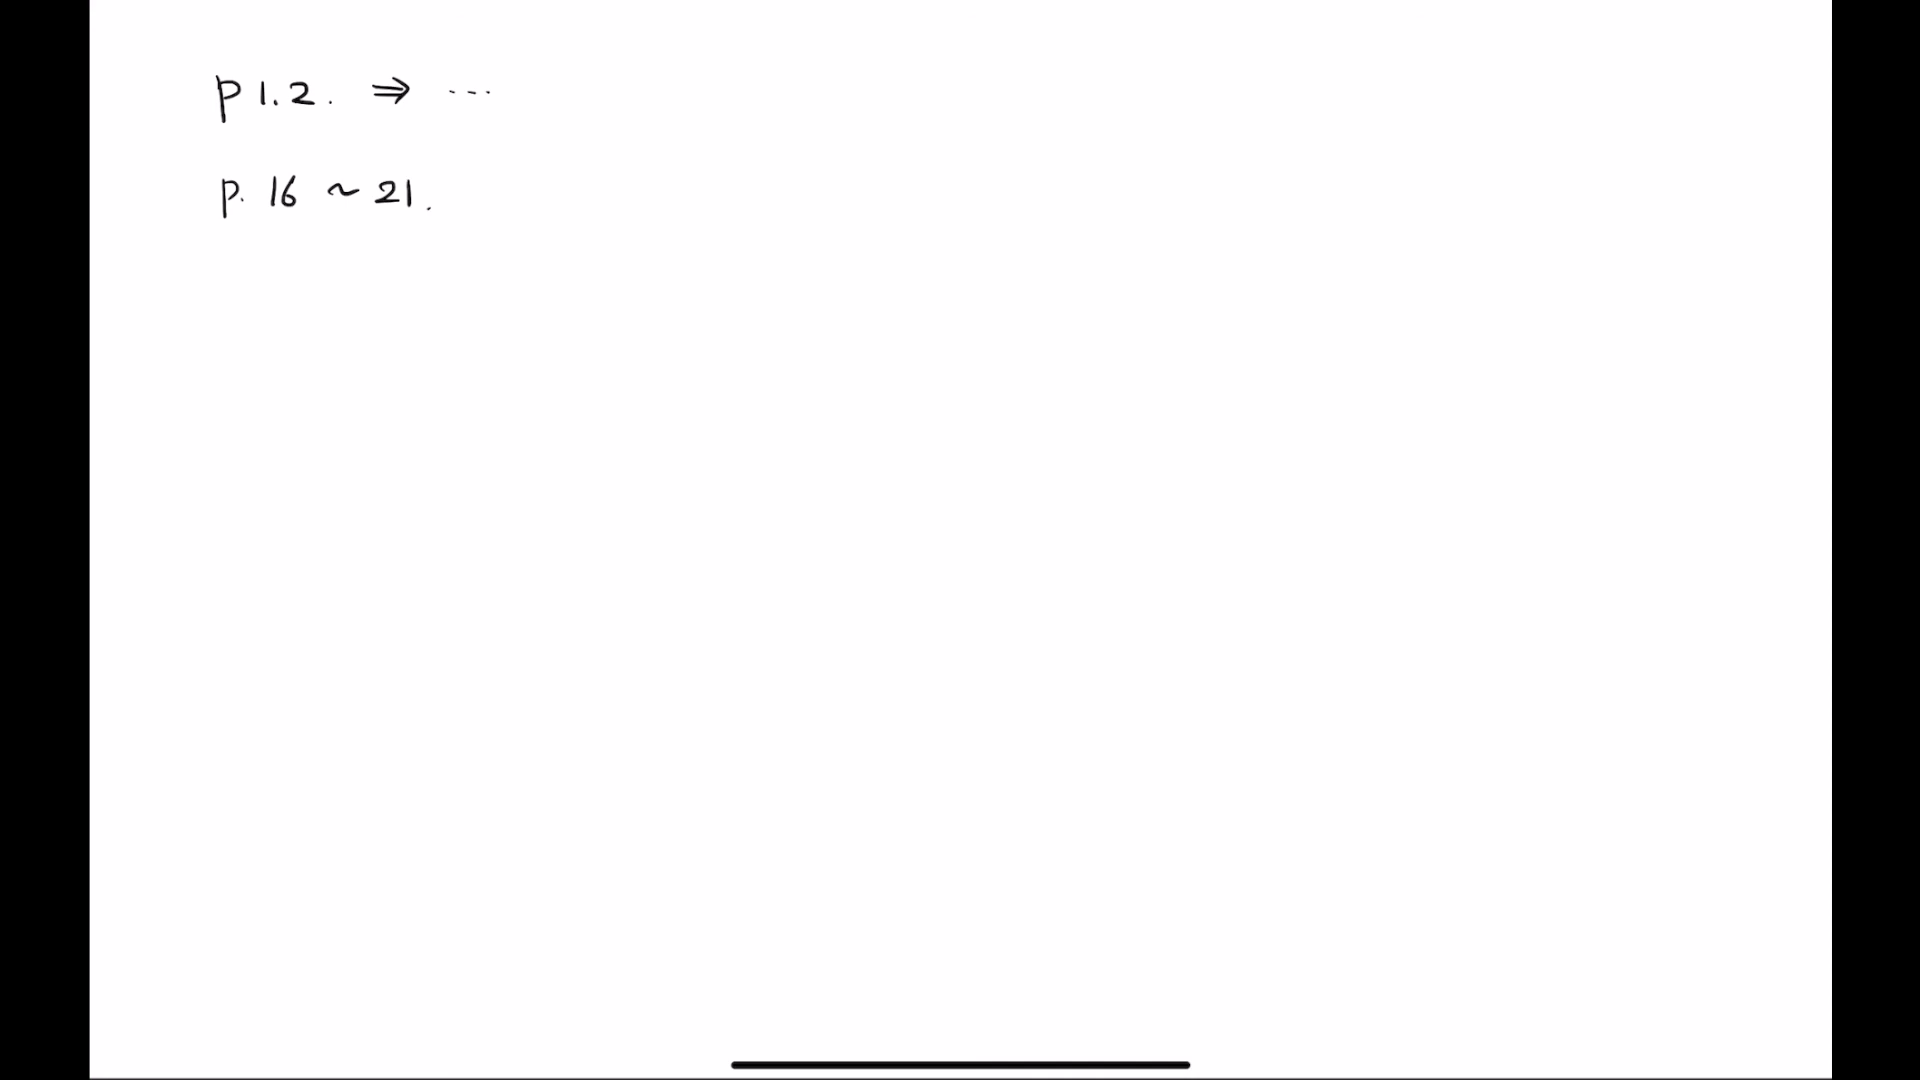 p 1.2. ⇒ ...
p. 16 ~ 21.